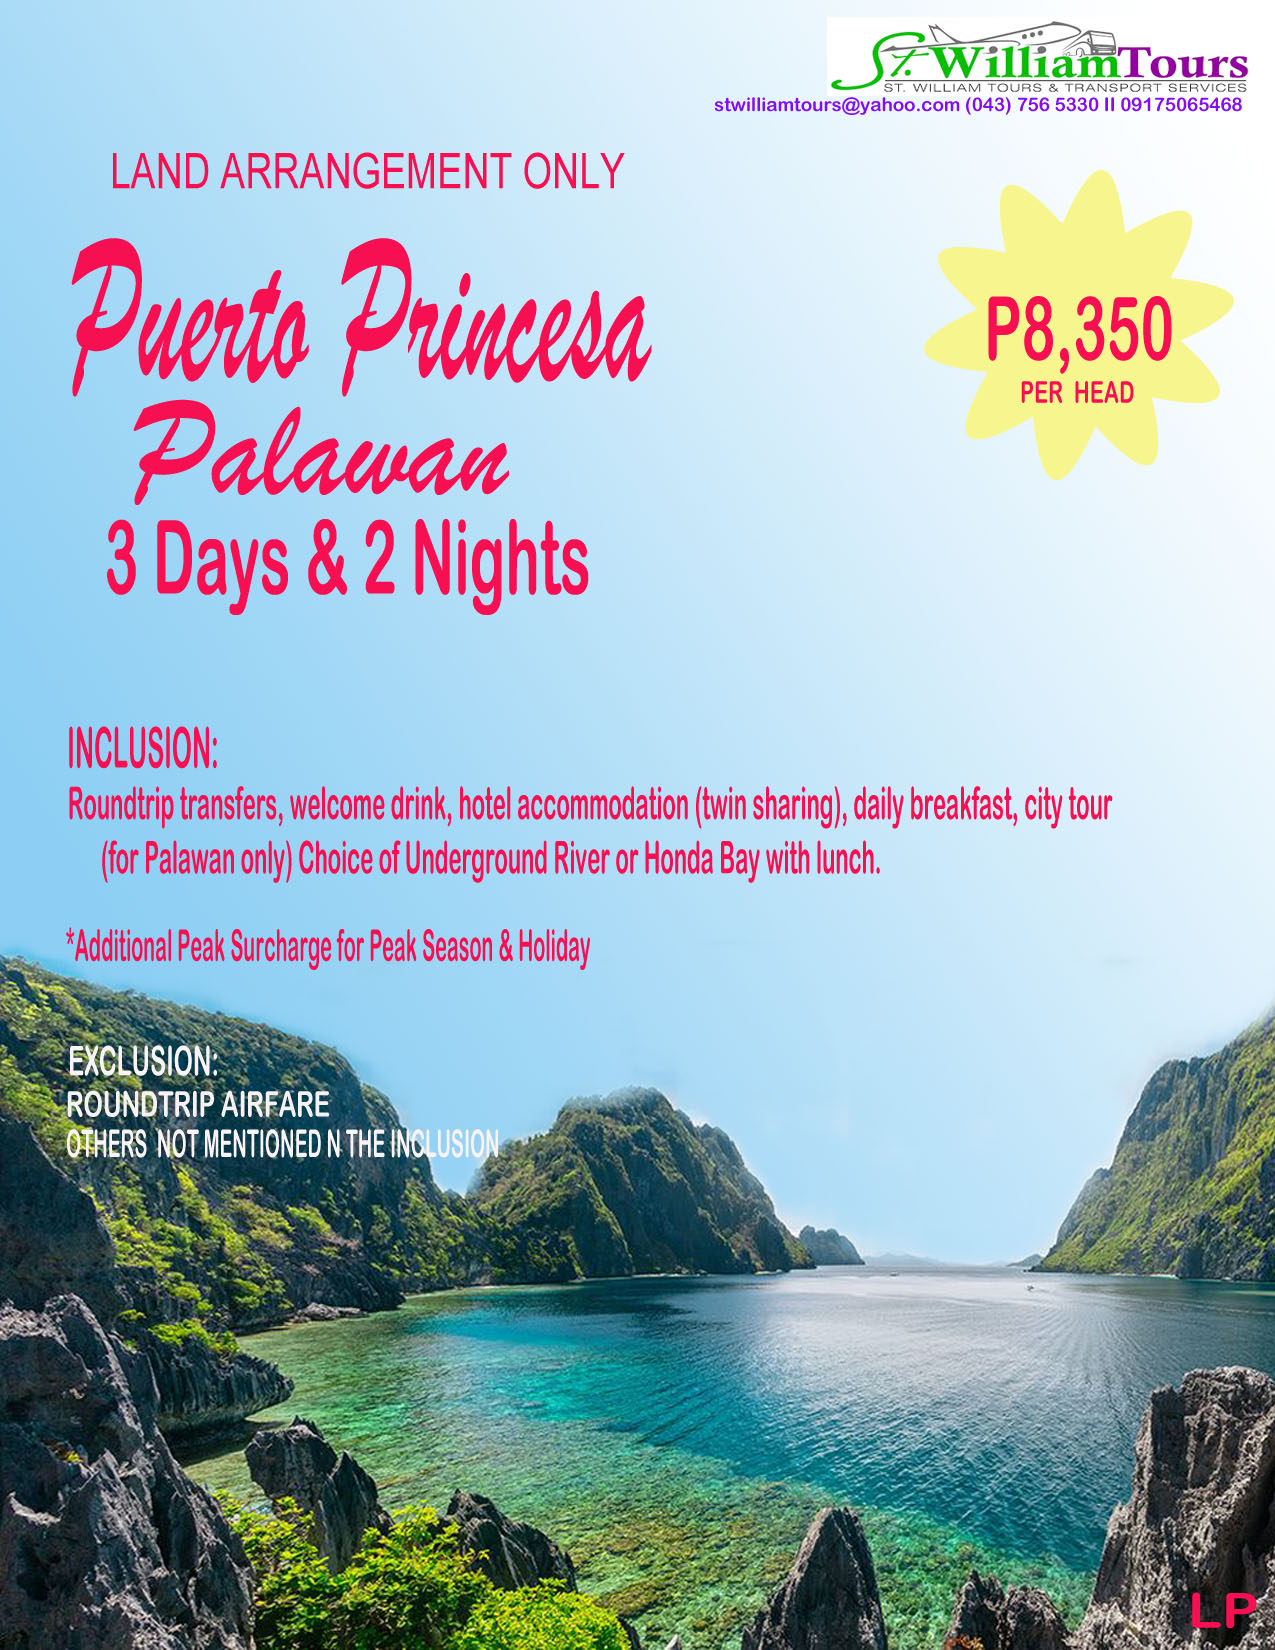 St. WilliamTours
ST. WILLIAM TOURS & TRANSPORT SERVICES
stwilliamtours@yahoo.com (043) 756 5330 II 09175065468
LAND ARRANGEMENT ONLY
Puerto Princesa
Palawan
3 Days & 2 Nights
P8,350
PER HEAD
INCLUSION:
Roundtrip transfers, welcome drink, hotel accommodation (twin sharing), daily breakfast, city tour
(for Palawan only) Choice of Underground River or Honda Bay with lunch.
*Additional Peak Surcharge for Peak Season & Holiday
EXCLUSION:
ROUNDTRIP AIRFARE
OTHERS NOT MENTIONED N THE INCLUSION
LP